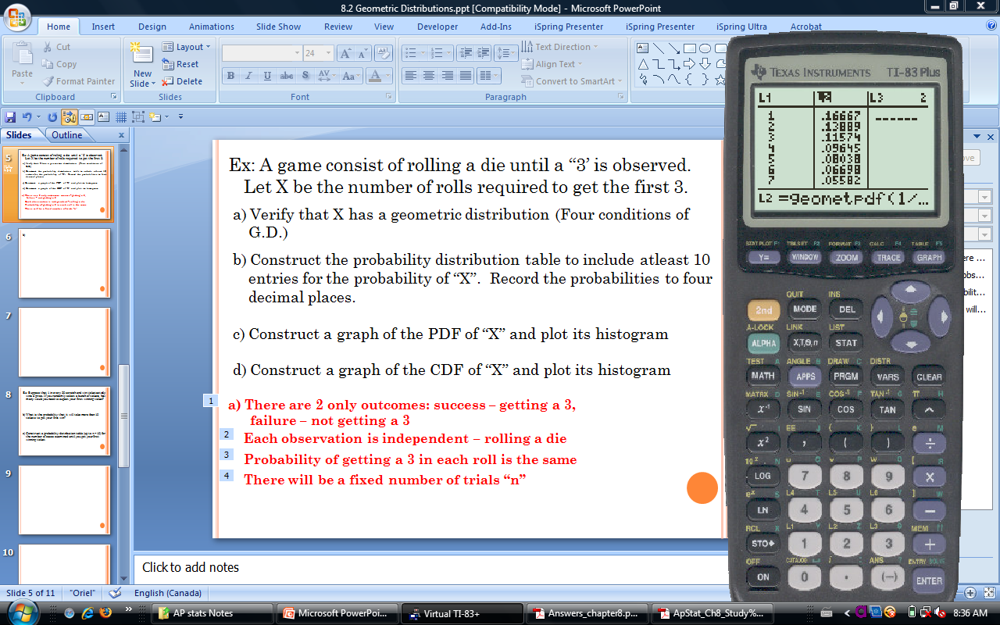 8.2 Geometric Distributions.ppt [Compatibility Mode] - Microsoft PowerPoint
Home Insert Design Animations Slide Show Review View Developer Add-Ins iSpring Presenter iSpring Presenter iSpring Ultra Acrobat
Paste
Cut
Copy
Format Painter
Clipboard
New
Slide
Layout
Reset
Delete
Slides
24
B I U abc S AV Aa A
Font
Text Direction
Align Text
Convert to SmartArt
Paragraph
Slides Outline x
5
6
7
8
9
10
Ex: A game consist of rolling a die until a “3’ is observed.
Let X be the number of rolls required to get the first 3.
a) Verify that X has a geometric distribution (Four conditions of
G.D.)
b) Construct the probability distribution table to include atleast 10
entries for the probability of “X”. Record the probabilities to four
decimal places.
c) Construct a graph of the PDF of “X” and plot its histogram
d) Construct a graph of the CDF of “X” and plot its histogram
1 a) There are 2 only outcomes: success – getting a 3,
failure – not getting a 3
2 Each observation is independent – rolling a die
3 Probability of getting a 3 in each roll is the same
4 There will be a fixed number of trials “n”
Click to add notes
TEXAS INSTRUMENTS TI-83 Plus
L1 L2 L3 2
1 .16667 ------
2 .13889
3 .11574
4 .09645
5 .08038
6 .06698
7 .05582
L2 =geometpdf(1/...
STAT PLOT F1 TBLSET F2 FORMAT F3 CALC F4 TABLE F5
Y= WINDOW ZOOM TRACE GRAPH
QUIT INS
2nd MODE DEL
A-LOCK LINK LIST
ALPHA X,T,Θ,n STAT
TEST A ANGLE B DRAW C DISTR
MATH APPS PRGM VARS CLEAR
MATRX D SIN⁻¹ E COS⁻¹ F TAN⁻¹ G π H
x⁻¹ SIN COS TAN ^
√ I EE J { K } L e M
x² , ( ) ÷
10ˣ N u O v P w Q [ R
LOG 7 8 9 X
eˣ S L4 T L5 U L6 V ] W
LN 4 5 6 −
RCL X L1 Y L2 Z L3 θ MEM "
STO 1 2 3 +
OFF CATALOG i : ANS ? ENTRY SOLVE
ON 0 . (−) ENTER
Slide 5 of 11 "Oriel" English (Canada)
AP stats Notes Microsoft PowerPoi... Virtual TI-83+ Answers_chapter8.p... ApStat_Ch8_Study%... 8:36 AM